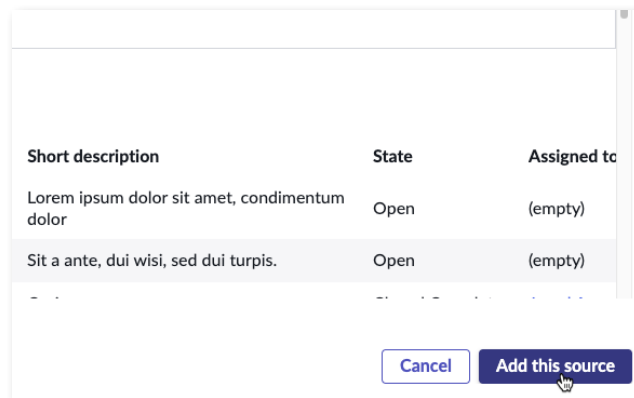 Short description State Assigned to
Lorem ipsum dolor sit amet, condimentum
dolor
Open (empty)
Sit a ante, dui wisi, sed dui turpis. Open (empty)
Cancel Add this source